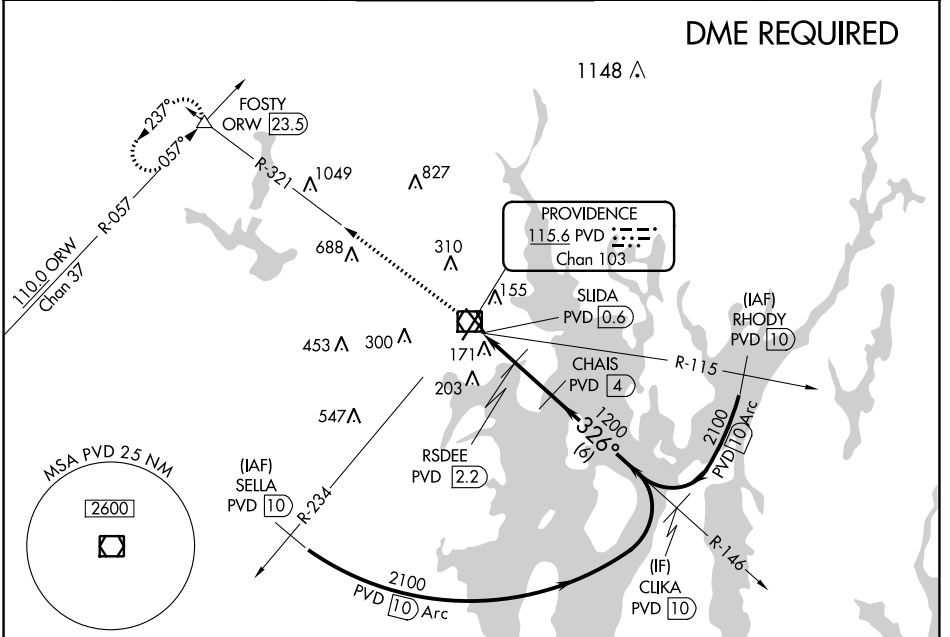 DME REQUIRED
1148
FOSTY
ORW 23.5
237°
057°
R-321
1049
827
R-057
110.0 ORW
Chan 37
688
310
PROVIDENCE
115.6 PVD
Chan 103
155
SLIDA
PVD 0.6
(IAF)
RHODY
PVD 10
453
300
171
203
R-115
CHAIS
PVD 4
547
1200
326°
(6)
2100
PVD 10 Arc
RSDEE
PVD 2.2
MSA PVD 25 NM
2600
(IAF)
SELLA
PVD 10
R-234
2100
PVD 10 Arc
R-146
(IF)
CLIKA
PVD 10